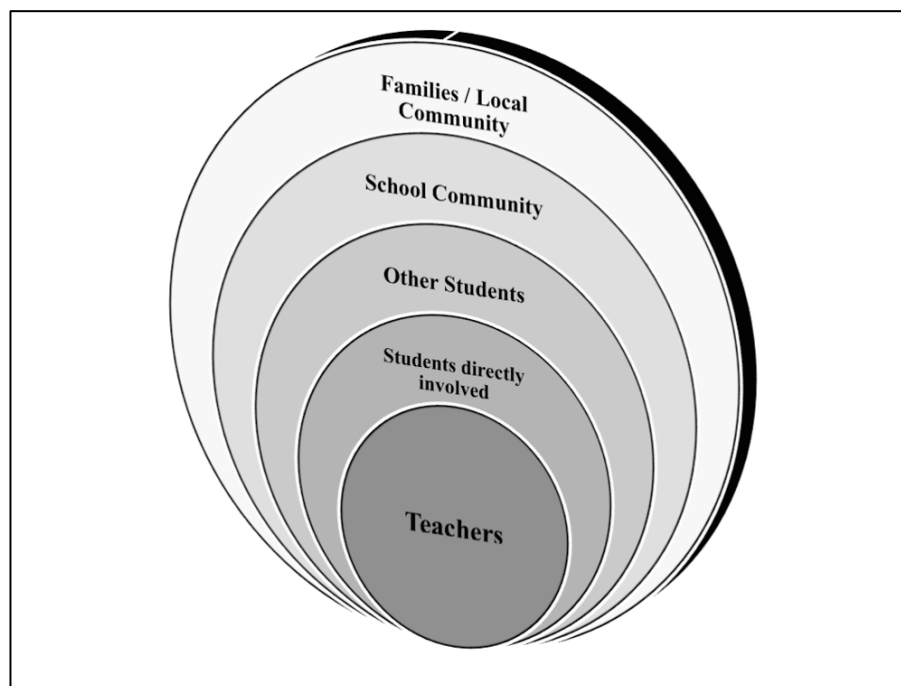 Families / Local
Community
School Community
Other Students
Students directly
involved
Teachers